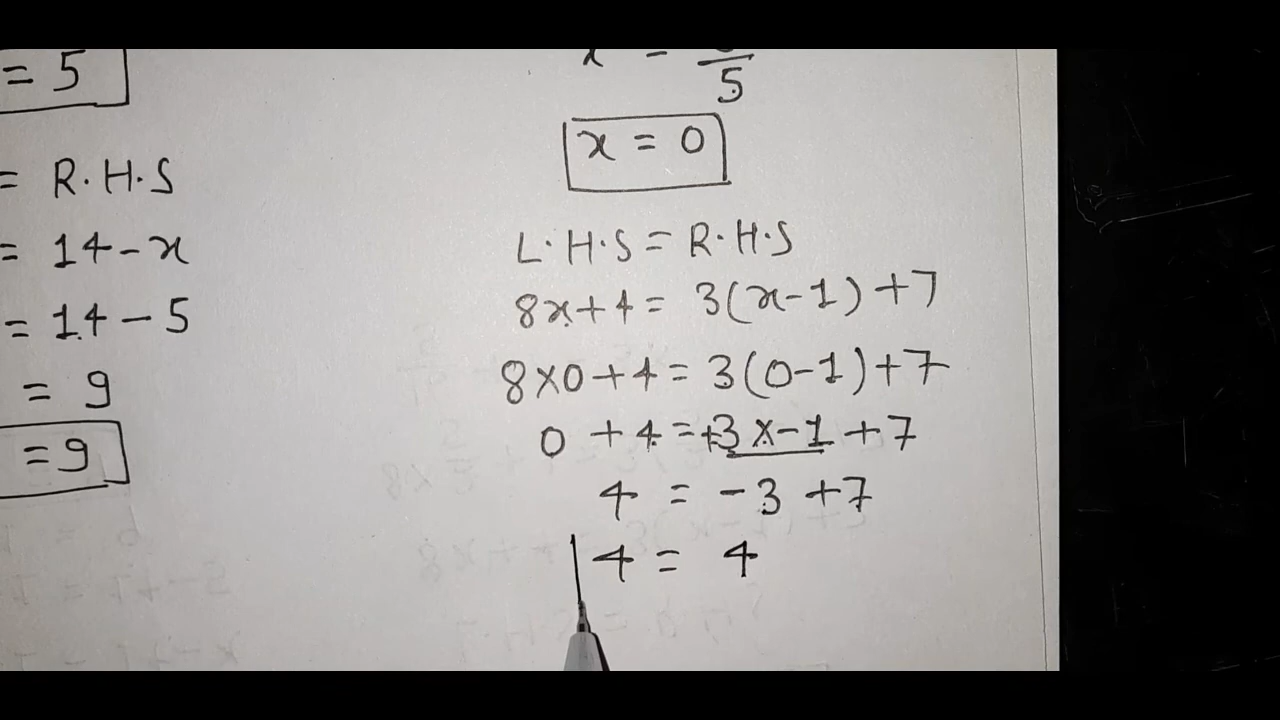 = 5
= R.H.S
= 14-x
= 14-5
= 9
= 9
x = /5
x = 0
L.H.S = R.H.S
8x+4 = 3(x-1)+7
8×0+4 = 3(0-1)+7
0 +4 = +3×-1+7
4 = -3+7
4 = 4